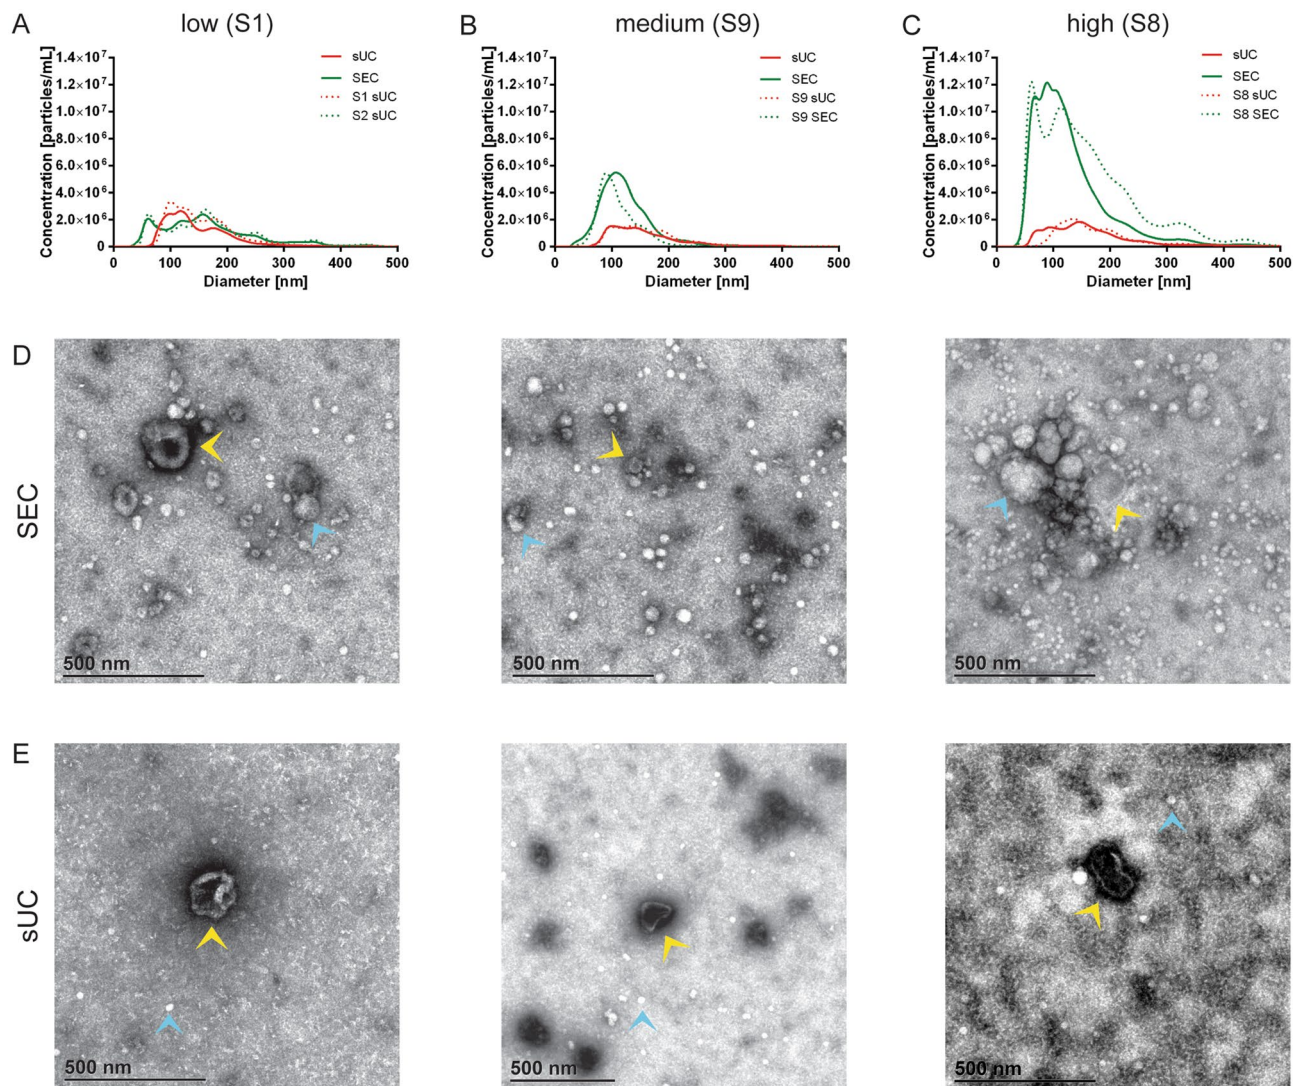 A low (S1)
Concentration [particles/mL]
1.4×10⁷
1.2×10⁷
1.0×10⁷
8.0×10⁶
6.0×10⁶
4.0×10⁶
2.0×10⁶
0
0 100 200 300 400 500
Diameter [nm]
sUC
SEC
S1 sUC
S2 sUC
B medium (S9)
Concentration [particles/mL]
1.4×10⁷
1.2×10⁷
1.0×10⁷
8.0×10⁶
6.0×10⁶
4.0×10⁶
2.0×10⁶
0
0 100 200 300 400 500
Diameter [nm]
sUC
SEC
S9 sUC
S9 SEC
C high (S8)
Concentration [particles/mL]
1.4×10⁷
1.2×10⁷
1.0×10⁷
8.0×10⁶
6.0×10⁶
4.0×10⁶
2.0×10⁶
0
0 100 200 300 400 500
Diameter [nm]
sUC
SEC
S8 sUC
S8 SEC
D
SEC
500 nm
500 nm
500 nm
E
sUC
500 nm
500 nm
500 nm